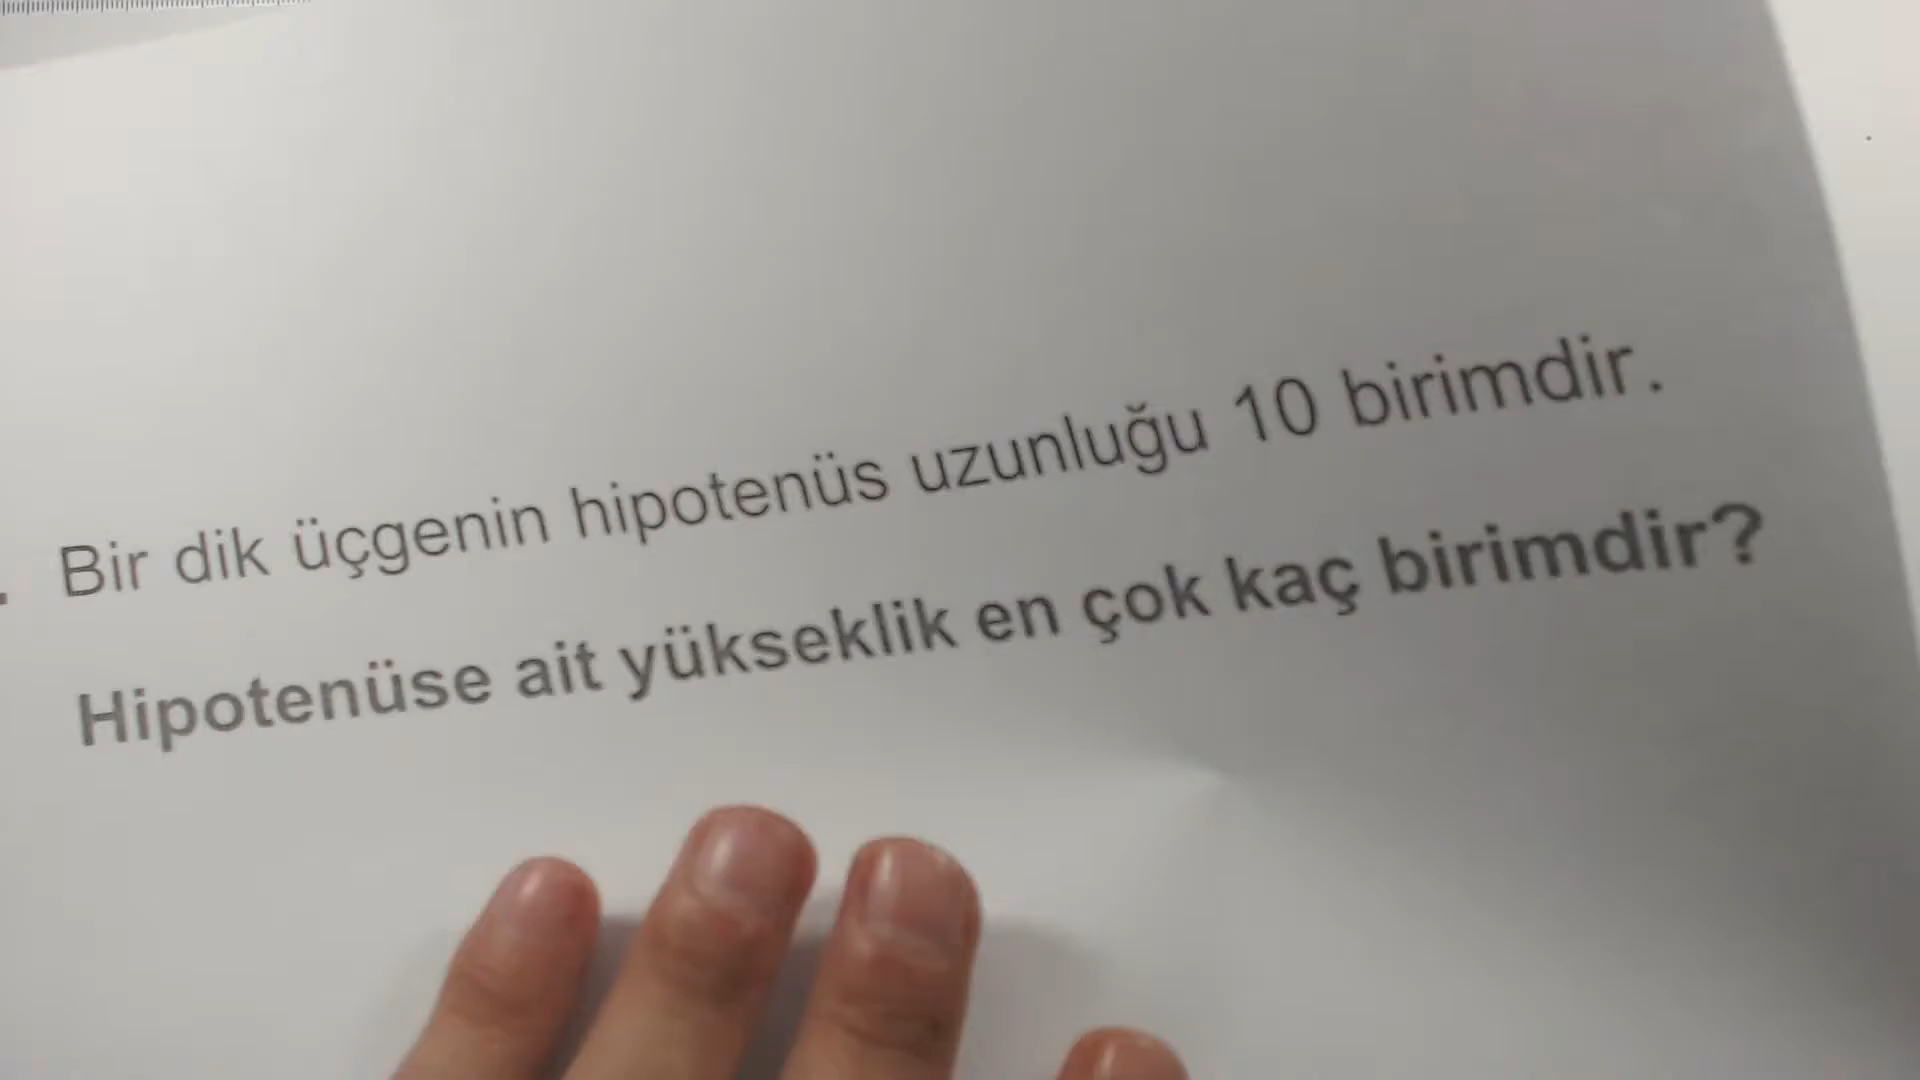 . Bir dik üçgenin hipotenüs uzunluğu 10 birimdir.
Hipotenüse ait yükseklik en çok kaç birimdir?